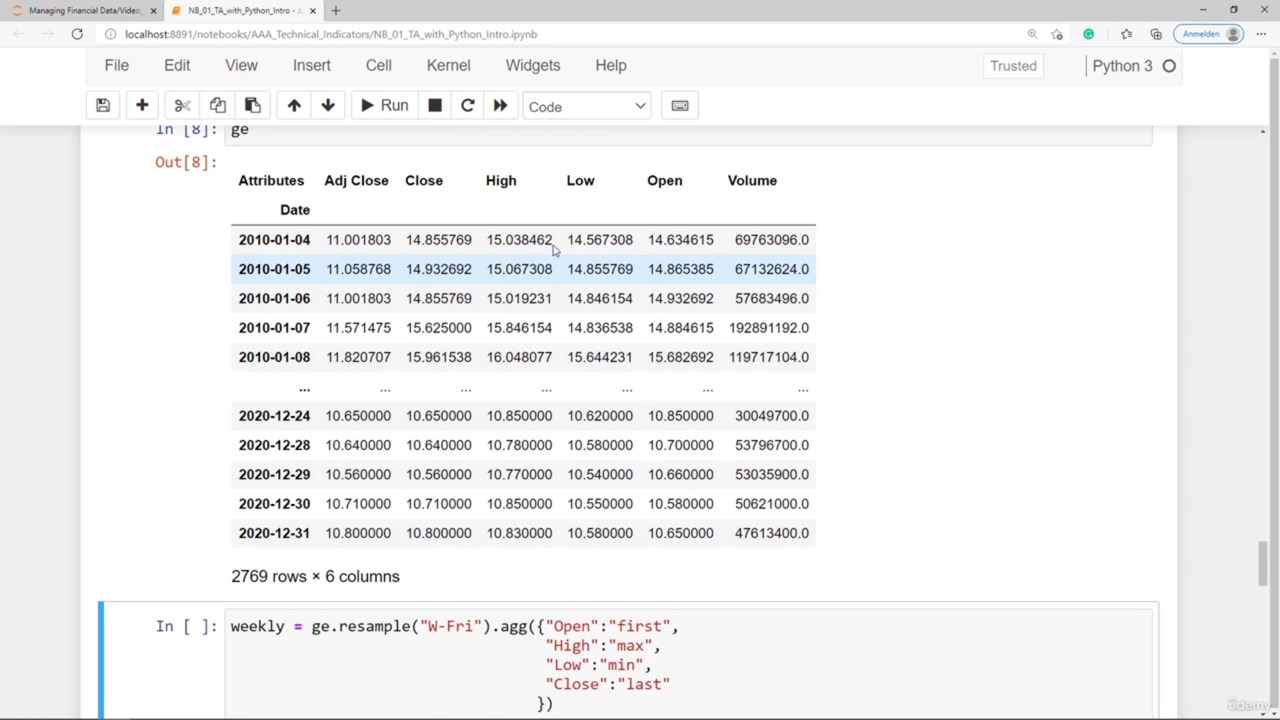 Managing Financial Data/Video_
NB_01_TA_with_Python_Intro - J
localhost:8891/notebooks/AAA_Technical_Indicators/NB_01_TA_with_Python_Intro.ipynb
Anmelden
File Edit View Insert Cell Kernel Widgets Help Trusted Python 3
Run Code
In [8]: ge
Out[8]:
Attributes Adj Close Close High Low Open Volume
Date
2010-01-04 11.001803 14.855769 15.038462 14.567308 14.634615 69763096.0
2010-01-05 11.058768 14.932692 15.067308 14.855769 14.865385 67132624.0
2010-01-06 11.001803 14.855769 15.019231 14.846154 14.932692 57683496.0
2010-01-07 11.571475 15.625000 15.846154 14.836538 14.884615 192891192.0
2010-01-08 11.820707 15.961538 16.048077 15.644231 15.682692 119717104.0
... ... ... ... ... ... ...
2020-12-24 10.650000 10.650000 10.850000 10.620000 10.850000 30049700.0
2020-12-28 10.640000 10.640000 10.780000 10.580000 10.700000 53796700.0
2020-12-29 10.560000 10.560000 10.770000 10.540000 10.660000 53035900.0
2020-12-30 10.710000 10.710000 10.850000 10.550000 10.580000 50621000.0
2020-12-31 10.800000 10.800000 10.830000 10.580000 10.650000 47613400.0
2769 rows × 6 columns
In [ ]: weekly = ge.resample("W-Fri").agg({"Open":"first",
"High":"max",
"Low":"min",
"Close":"last"
})
ûdemy